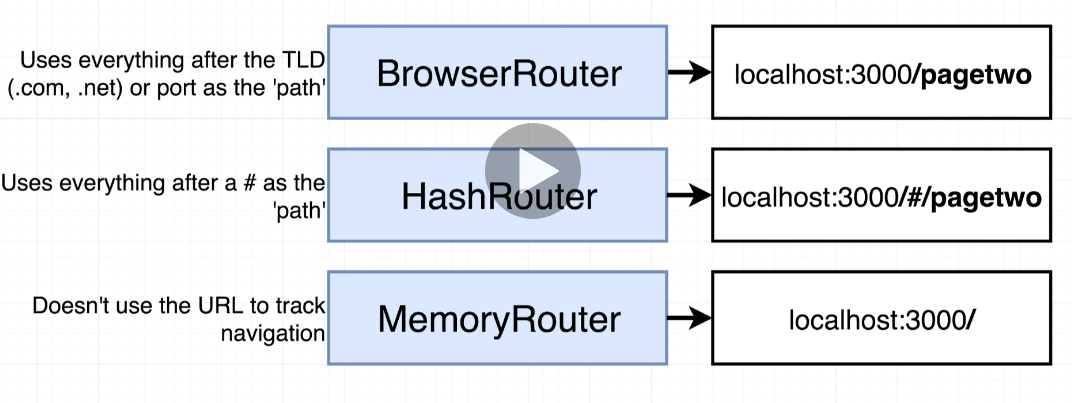 Uses everything after the TLD
(.com, .net) or port as the 'path'
BrowserRouter
localhost:3000/pagetwo
Uses everything after a # as the
'path'
HashRouter
localhost:3000/#/pagetwo
Doesn't use the URL to track
navigation
MemoryRouter
localhost:3000/